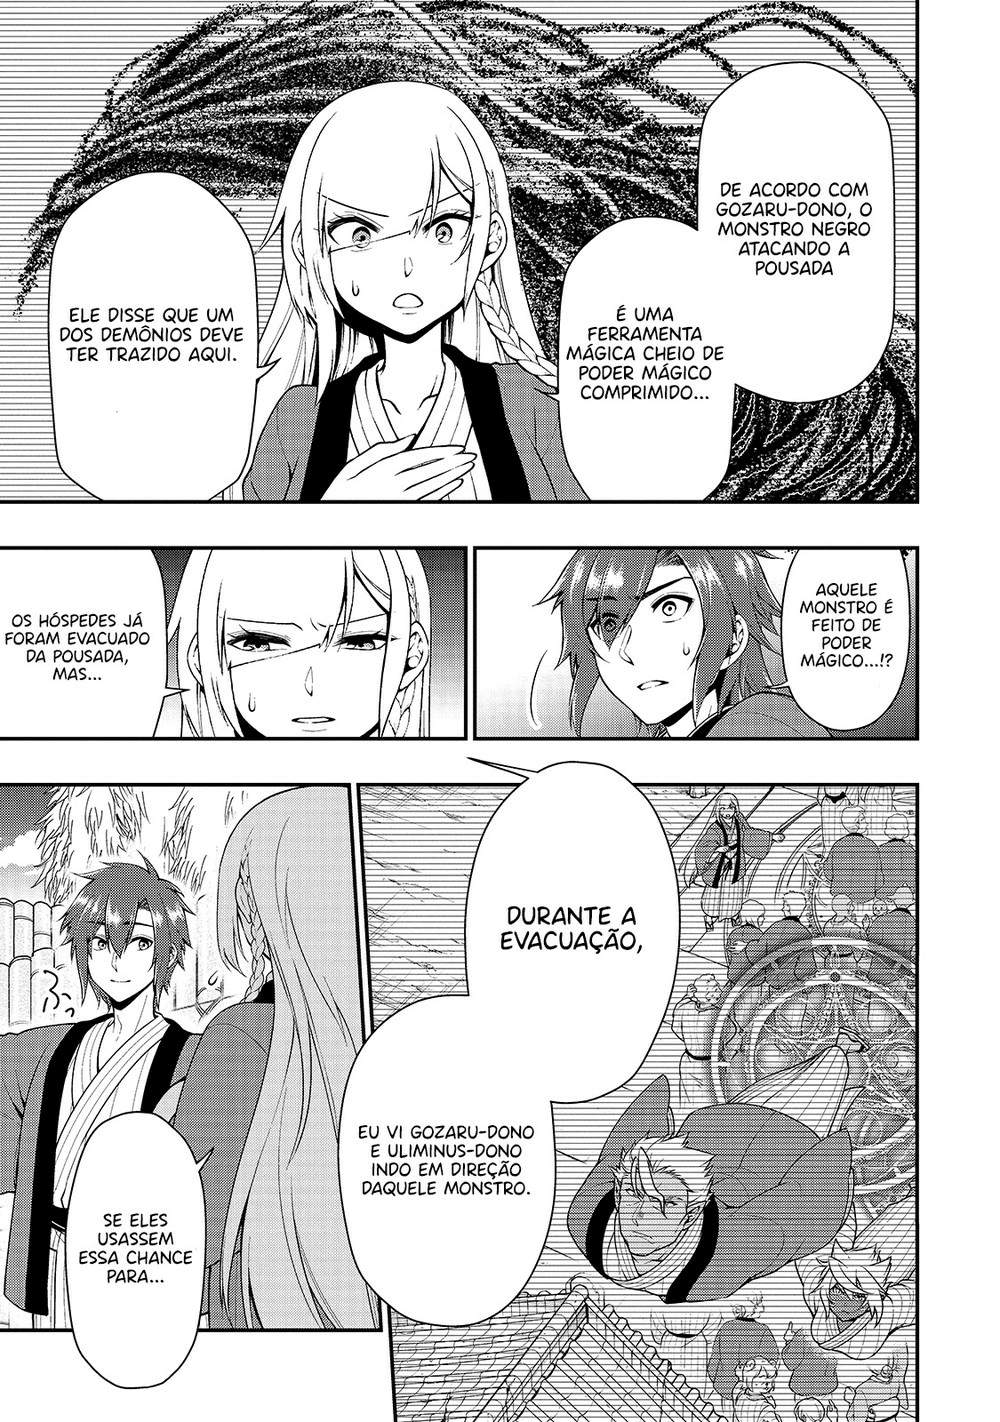 DE ACORDO COM
GOZARU-DONO, O
MONSTRO NEGRO
ATACANDO A
POUSADA
É UMA
FERRAMENTA
MÁGICA CHEIO DE
PODER MÁGICO
COMPRIMIDO...
ELE DISSE QUE UM
DOS DEMÔNIOS DEVE
TER TRAZIDO AQUI.
AQUELE
MONSTRO É
FEITO DE
PODER
MÁGICO...!?
OS HÓSPEDES JÁ
FORAM EVACUADO
DA POUSADA,
MAS...
DURANTE A
EVACUAÇÃO,
EU VI GOZARU-DONO
E ULIMINUS-DONO
INDO EM DIREÇÃO
DAQUELE MONSTRO.
ふぅ
SE ELES
USASSEM
ESSA CHANCE
PARA...